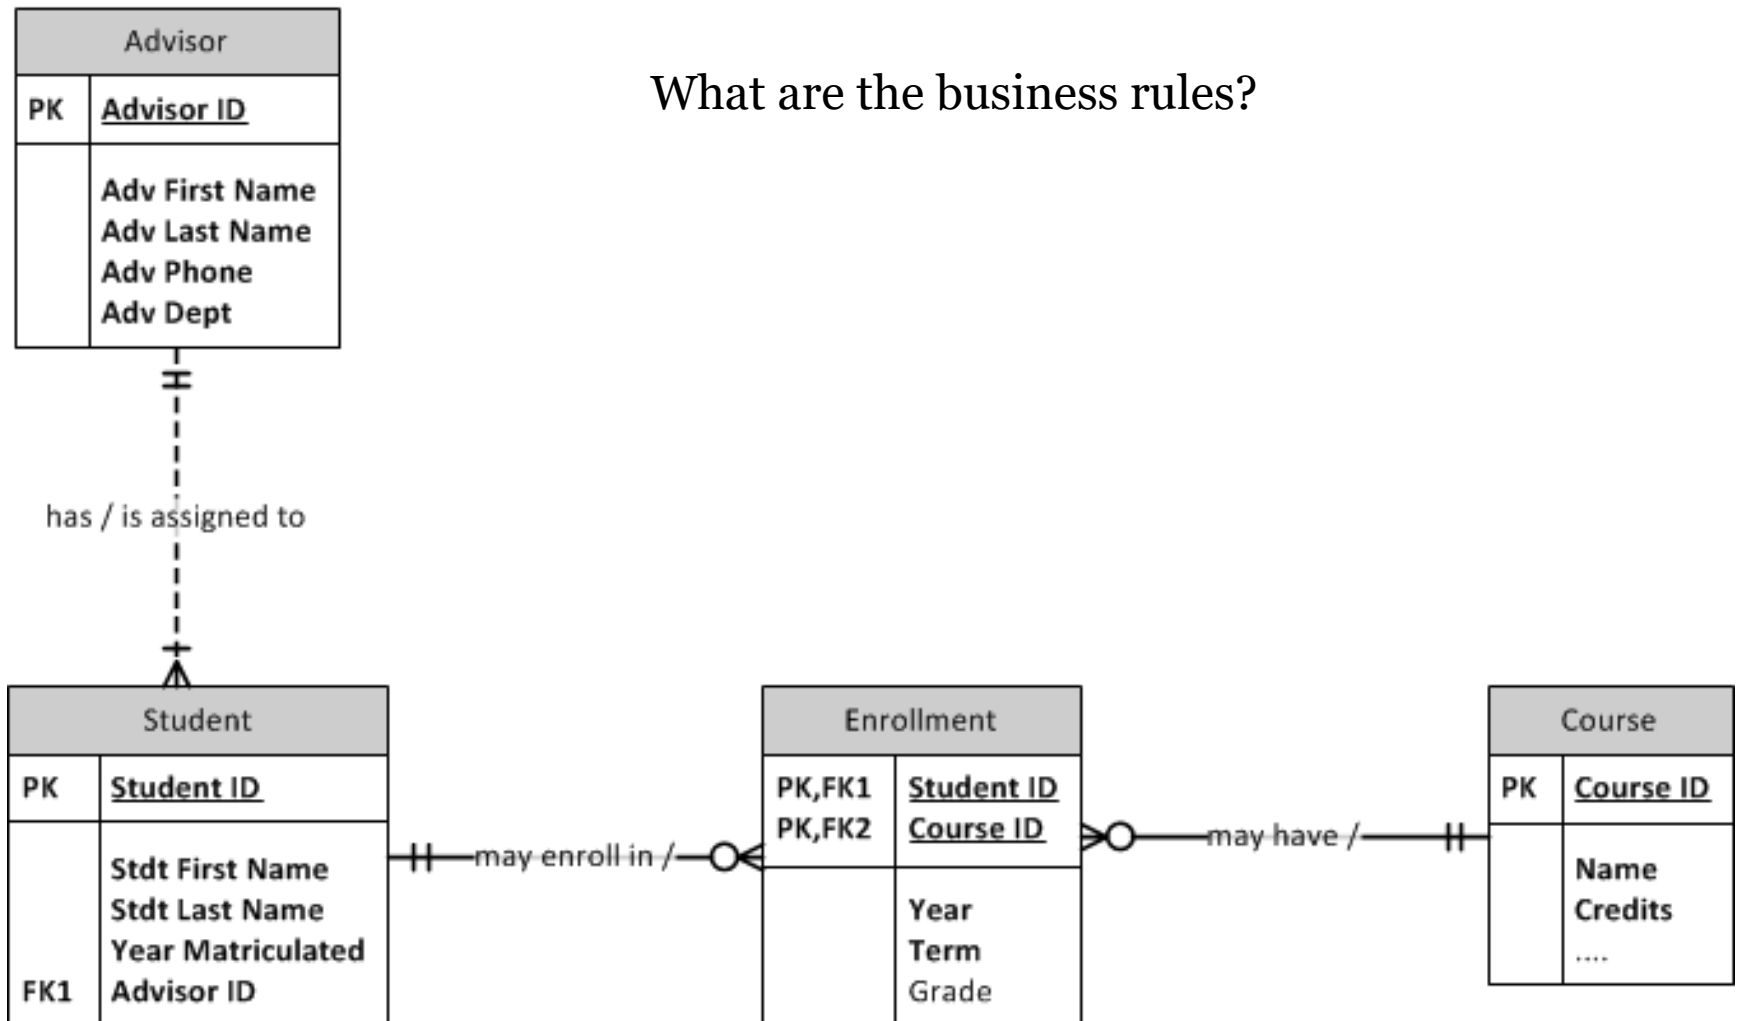 Advisor
What are the business rules?
PK Advisor ID
Adv First Name
Adv Last Name
Adv Phone
Adv Dept
has / is assigned to
Student
PK Student ID
Stdt First Name
Stdt Last Name
Year Matriculated
FK1 Advisor ID
may enroll in /
Enrollment
PK,FK1 Student ID
PK,FK2 Course ID
Year
Term
Grade
may have /
Course
PK Course ID
Name
Credits
....